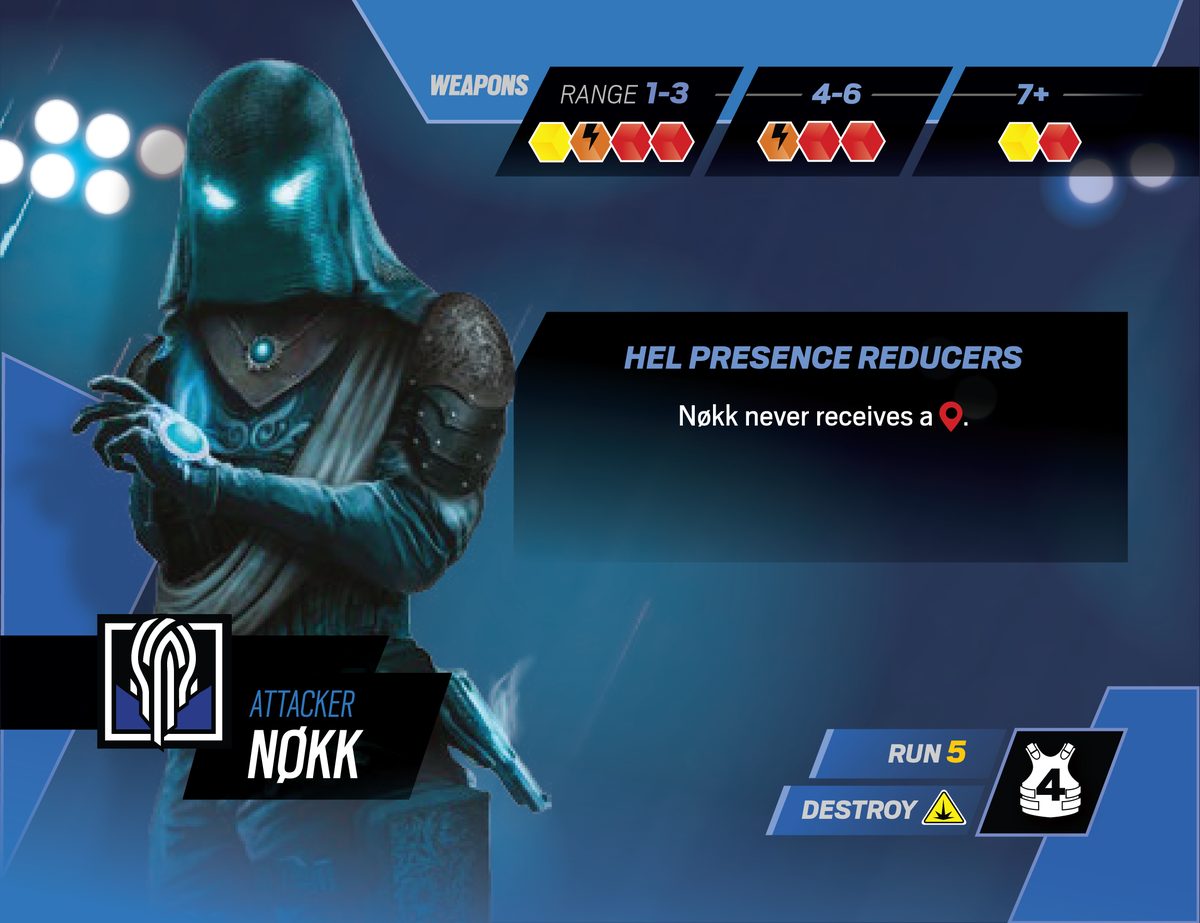 WEAPONS
RANGE 1-3
4-6
7+
HEL PRESENCE REDUCERS
Nøkk never receives a .
ATTACKER
NØKK
RUN 5
DESTROY
4